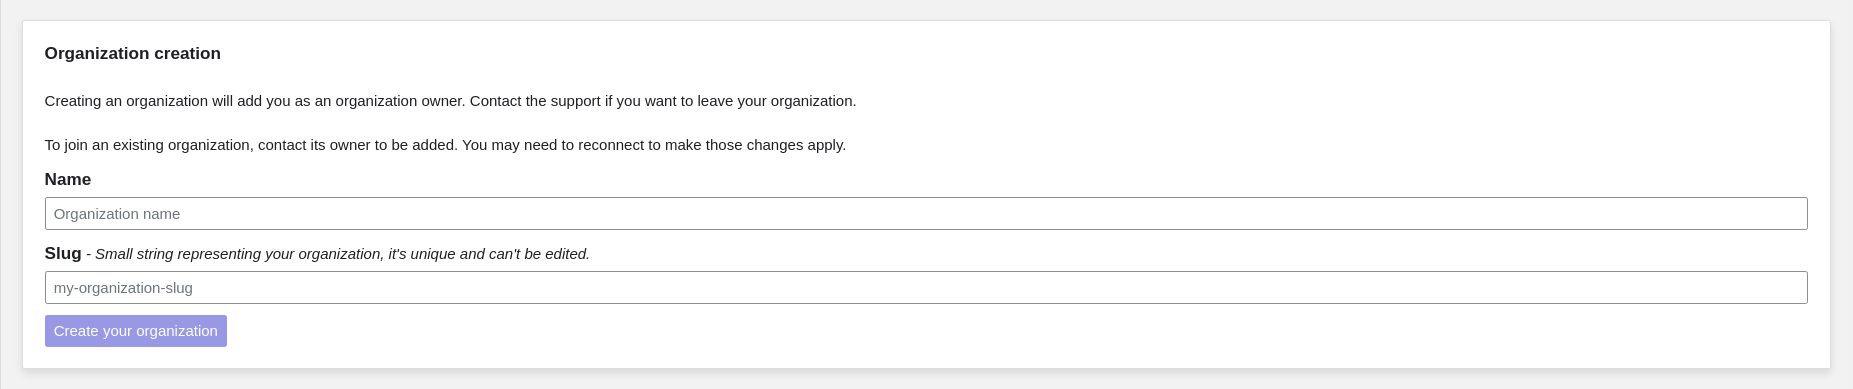 Organization creation
Creating an organization will add you as an organization owner. Contact the support if you want to leave your organization.
To join an existing organization, contact its owner to be added. You may need to reconnect to make those changes apply.
Name
Organization name
Slug - Small string representing your organization, it's unique and can't be edited.
my-organization-slug
Create your organization